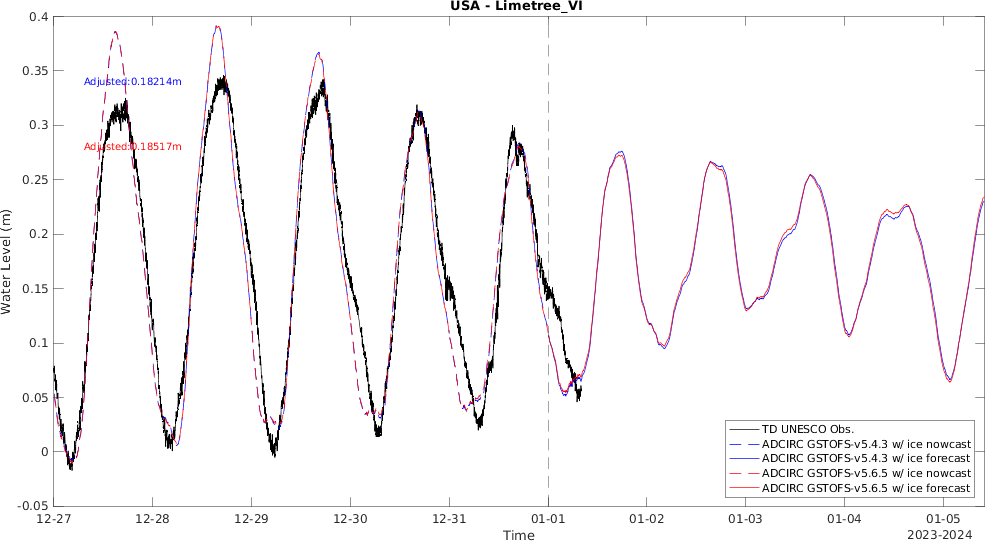 USA - Limetree_VI
0.4
0.35
0.3
0.25
0.2
0.15
0.1
0.05
0
-0.05
Water Level (m)
Adjusted:0.18214m
Adjusted:0.18517m
TD UNESCO Obs.
ADCIRC GSTOFS-v5.4.3 w/ ice nowcast
ADCIRC GSTOFS-v5.4.3 w/ ice forecast
ADCIRC GSTOFS-v5.6.5 w/ ice nowcast
ADCIRC GSTOFS-v5.6.5 w/ ice forecast
12-27 12-28 12-29 12-30 12-31 01-01 01-02 01-03 01-04 01-05
Time
2023-2024